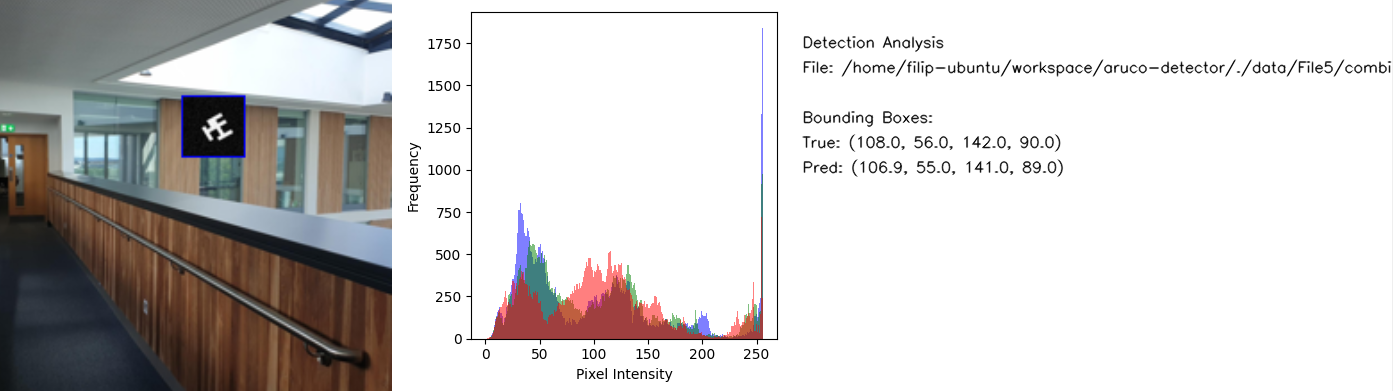 1750
1500
1250
1000
750
500
250
0
Frequency
0 50 100 150 200 250
Pixel Intensity
Detection Analysis
File: /home/filip-ubuntu/workspace/aruco-detector/./data/File5/combi
Bounding Boxes:
True: (108.0, 56.0, 142.0, 90.0)
Pred: (106.9, 55.0, 141.0, 89.0)